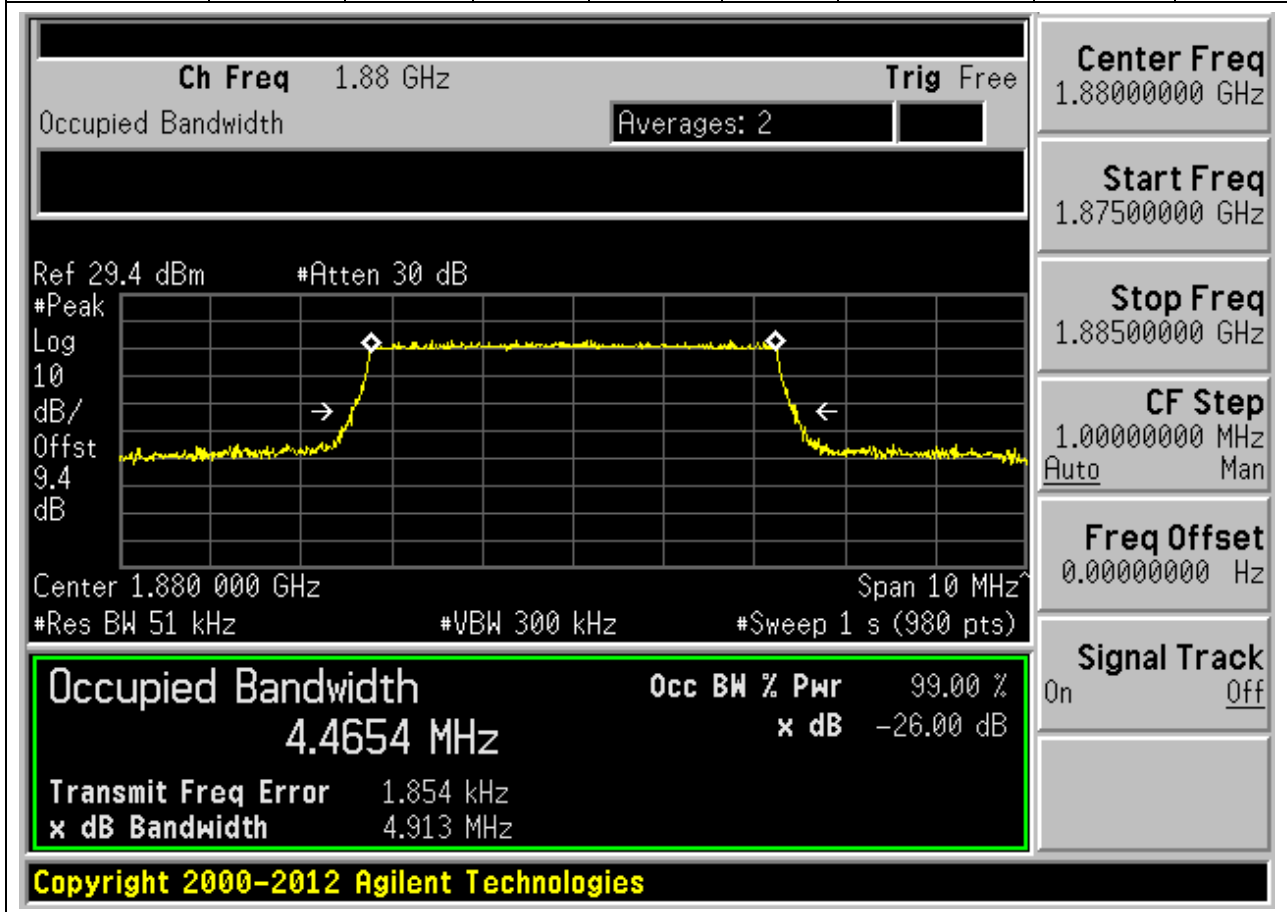 Ch Freq 1.88 GHz Trig Free
Occupied Bandwidth Averages: 2
Ref 29.4 dBm #Atten 30 dB
#Peak
Log
10
dB/
Offst
9.4
dB
Center 1.880 000 GHz Span 10 MHz^
#Res BW 51 kHz #VBW 300 kHz #Sweep 1 s (980 pts)
Occupied Bandwidth Occ BW % Pwr 99.00 %
4.4654 MHz x dB -26.00 dB
Transmit Freq Error 1.854 kHz
x dB Bandwidth 4.913 MHz
Copyright 2000-2012 Agilent Technologies
Center Freq
1.88000000 GHz
Start Freq
1.87500000 GHz
Stop Freq
1.88500000 GHz
CF Step
1.00000000 MHz
Auto Man
Freq Offset
0.00000000 Hz
Signal Track
On Off